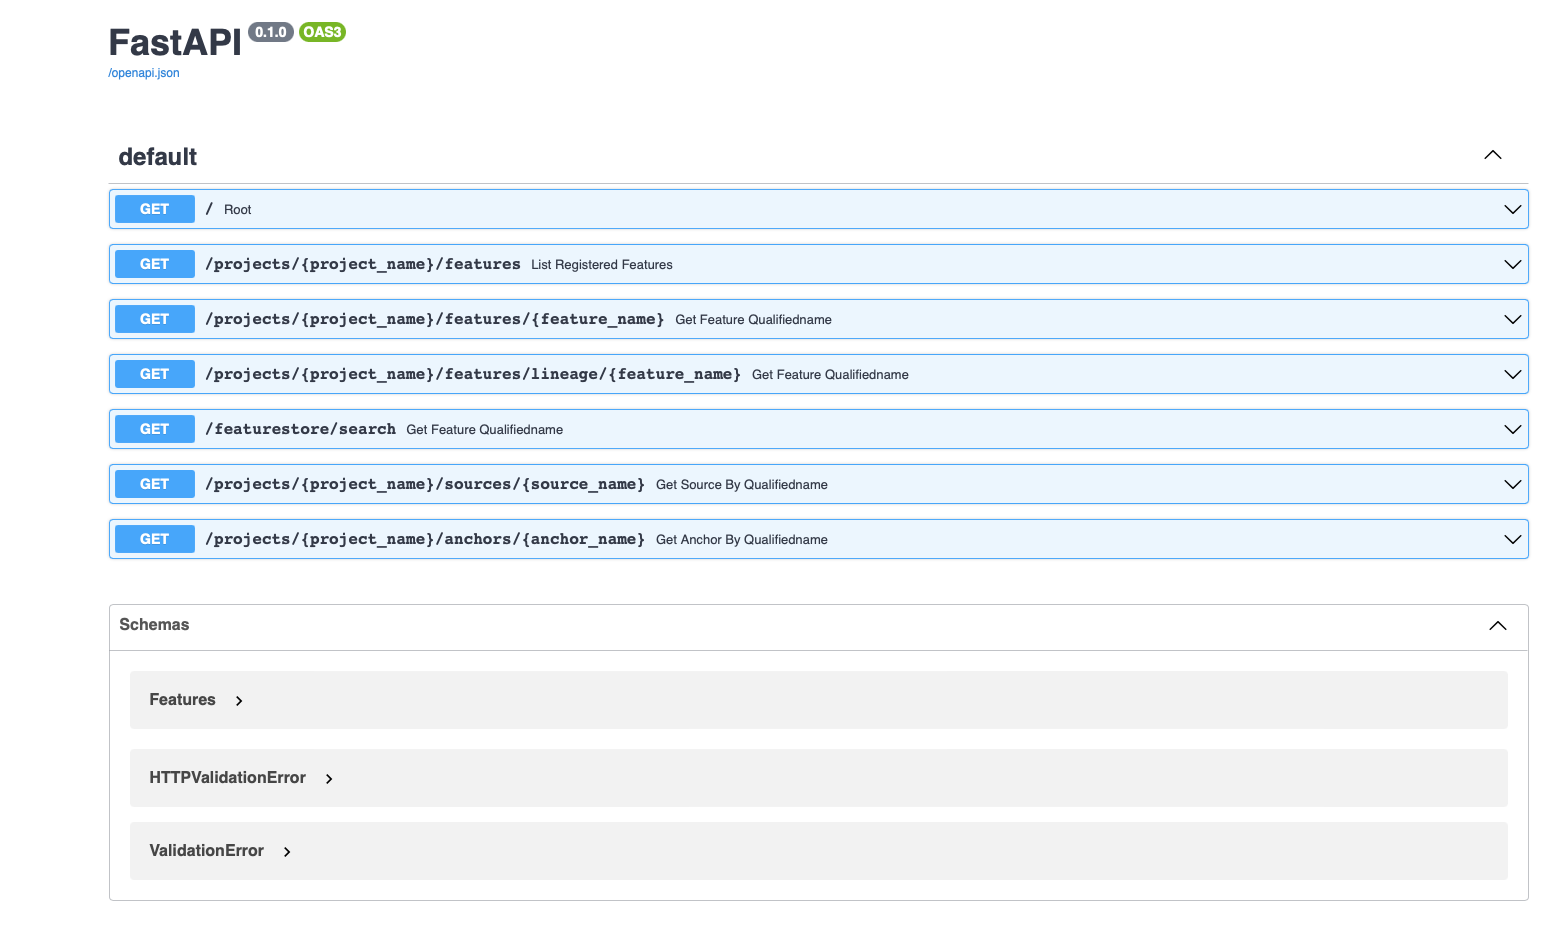 FastAPI 0.1.0 OAS3
/openapi.json
default
GET / Root
GET /projects/{project_name}/features List Registered Features
GET /projects/{project_name}/features/{feature_name} Get Feature Qualifiedname
GET /projects/{project_name}/features/lineage/{feature_name} Get Feature Qualifiedname
GET /featurestore/search Get Feature Qualifiedname
GET /projects/{project_name}/sources/{source_name} Get Source By Qualifiedname
GET /projects/{project_name}/anchors/{anchor_name} Get Anchor By Qualifiedname
Schemas
Features
HTTPValidationError
ValidationError